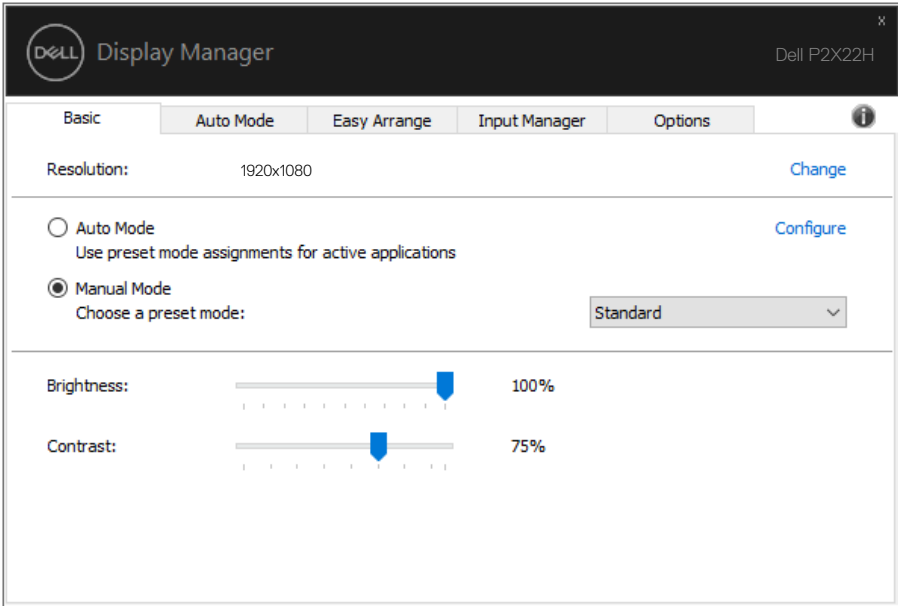 x
DELL Display Manager
Dell P2X22H
Basic Auto Mode Easy Arrange Input Manager Options
Resolution: 1920x1080 Change
Auto Mode Configure
Use preset mode assignments for active applications
Manual Mode
Choose a preset mode: Standard
Brightness: 100%
Contrast: 75%